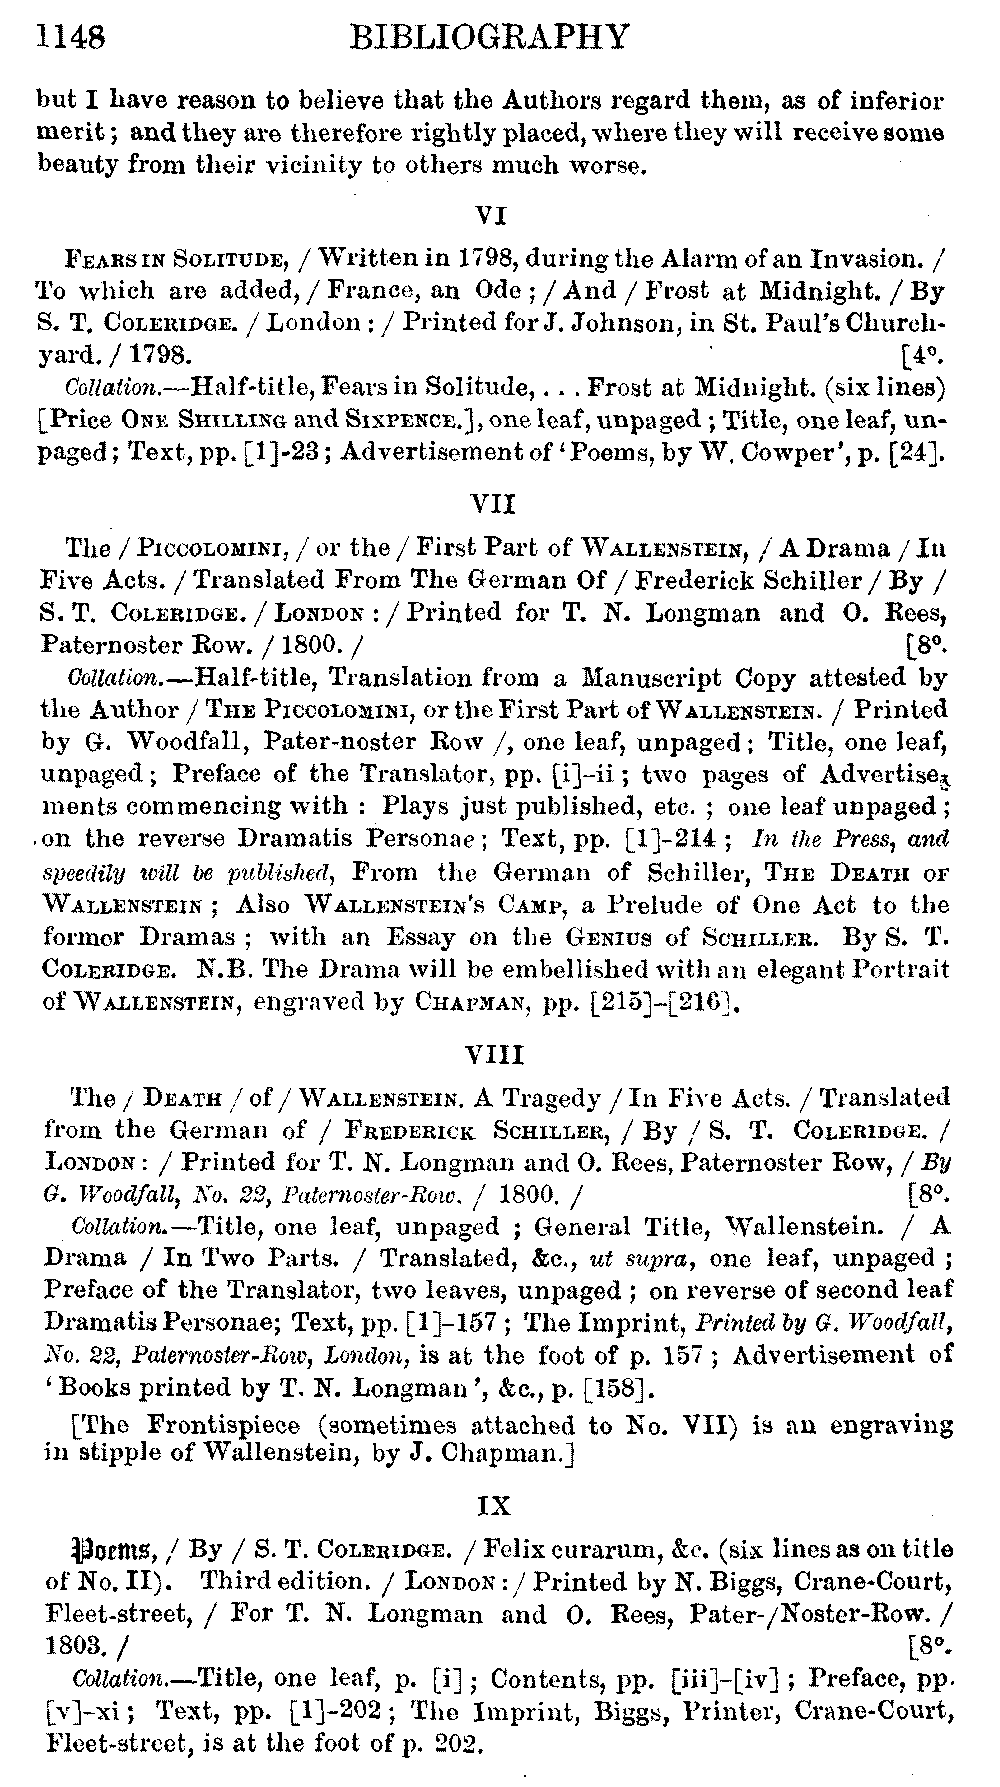 1148 BIBLIOGRAPHY
but I have reason to believe that the Authors regard them, as of inferior
merit; and they are therefore rightly placed, where they will receive some
beauty from their vicinity to others much worse.
VI
FEARS IN SOLITUDE, / Written in 1798, during the Alarm of an Invasion. /
To which are added, / France, an Ode; / And / Frost at Midnight. / By
S. T. COLERIDGE. / London: / Printed for J. Johnson, in St. Paul's Church-
yard. / 1798. [4º.
Collation.—Half-title, Fears in Solitude, . . . Frost at Midnight. (six lines)
[Price ONE SHILLING and SIXPENCE.], one leaf, unpaged; Title, one leaf, un-
paged; Text, pp. [1]-23; Advertisement of 'Poems, by W. Cowper', p. [24].
VII
The / PICCOLOMINI, / or the / First Part of WALLENSTEIN, / A Drama / In
Five Acts. / Translated From The German Of / Frederick Schiller / By /
S. T. COLERIDGE. / LONDON: / Printed for T. N. Longman and O. Rees,
Paternoster Row. / 1800. / [8º.
Collation.—Half-title, Translation from a Manuscript Copy attested by
the Author / THE PICCOLOMINI, or the First Part of WALLENSTEIN. / Printed
by G. Woodfall, Pater-noster Row /, one leaf, unpaged; Title, one leaf,
unpaged; Preface of the Translator, pp. [i]-ii; two pages of Advertise-
ments commencing with: Plays just published, etc.; one leaf unpaged;
on the reverse Dramatis Personae; Text, pp. [1]-214; In the Press, and
speedily will be published, From the German of Schiller, THE DEATH OF
WALLENSTEIN; Also WALLENSTEIN'S CAMP, a Prelude of One Act to the
former Dramas; with an Essay on the GENIUS of SCHILLER. By S. T.
COLERIDGE. N.B. The Drama will be embellished with an elegant Portrait
of WALLENSTEIN, engraved by CHAPMAN, pp. [215]-[216].
VIII
The / DEATH / of / WALLENSTEIN. A Tragedy / In Five Acts. / Translated
from the German of / FREDERICK SCHILLER, / By / S. T. COLERIDGE. /
LONDON: / Printed for T. N. Longman and O. Rees, Paternoster Row, / By
G. Woodfall, No. 22, Paternoster-Row. / 1800. / [8º.
Collation.—Title, one leaf, unpaged; General Title, Wallenstein. / A
Drama / In Two Parts. / Translated, &c., ut supra, one leaf, unpaged;
Preface of the Translator, two leaves, unpaged; on reverse of second leaf
Dramatis Personae; Text, pp. [1]-157; The Imprint, Printed by G. Woodfall,
No. 22, Paternoster-Row, London, is at the foot of p. 157; Advertisement of
'Books printed by T. N. Longman', &c., p. [158].
[The Frontispiece (sometimes attached to No. VII) is an engraving
in stipple of Wallenstein, by J. Chapman.]
IX
Poems, / By / S. T. COLERIDGE. / Felix curarum, &c. (six lines as on title
of No. II). Third edition. / LONDON: / Printed by N. Biggs, Crane-Court,
Fleet-street, / For T. N. Longman and O. Rees, Pater-/Noster-Row. /
1803. / [8º.
Collation.—Title, one leaf, p. [i]; Contents, pp. [iii]-[iv]; Preface, pp.
[v]-xi; Text, pp. [1]-202; The Imprint, Biggs, Printer, Crane-Court,
Fleet-street, is at the foot of p. 202.